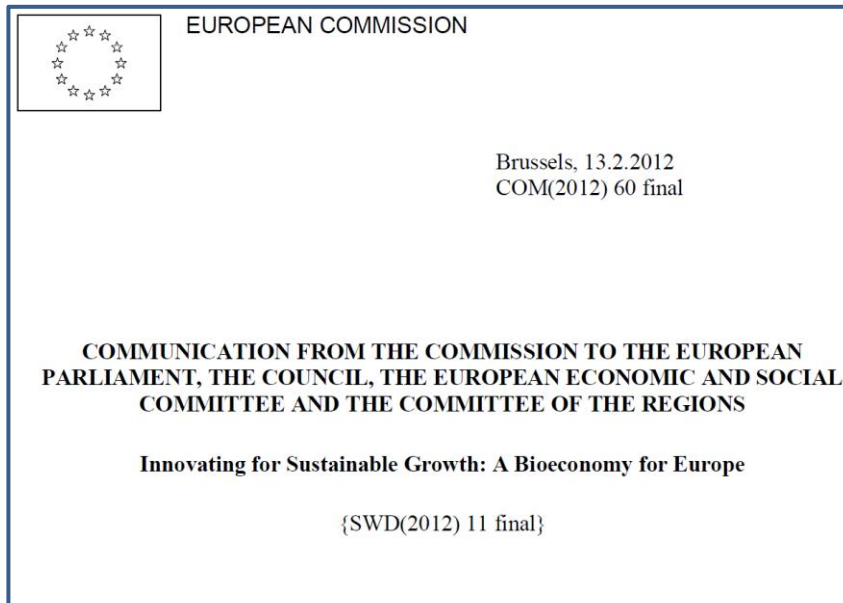 EUROPEAN COMMISSION
Brussels, 13.2.2012
COM(2012) 60 final
COMMUNICATION FROM THE COMMISSION TO THE EUROPEAN
PARLIAMENT, THE COUNCIL, THE EUROPEAN ECONOMIC AND SOCIAL
COMMITTEE AND THE COMMITTEE OF THE REGIONS
Innovating for Sustainable Growth: A Bioeconomy for Europe
{SWD(2012) 11 final}